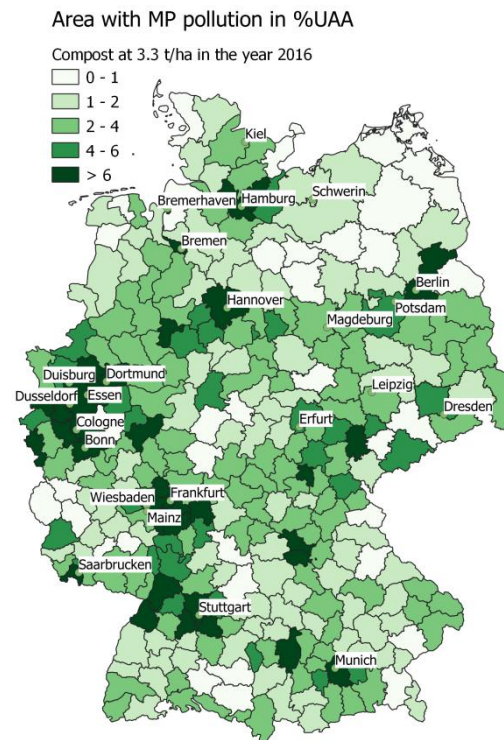 Area with MP pollution in %UAA
Compost at 3.3 t/ha in the year 2016
0 - 1
1 - 2
2 - 4
4 - 6
> 6
Kiel
Bremerhaven
Hamburg
Schwerin
Bremen
Berlin
Hannover
Potsdam
Magdeburg
Duisburg
Dortmund
Leipzig
Dusseldorf
Essen
Dresden
Cologne
Erfurt
Bonn
Wiesbaden
Frankfurt
Mainz
Saarbrucken
Stuttgart
Munich